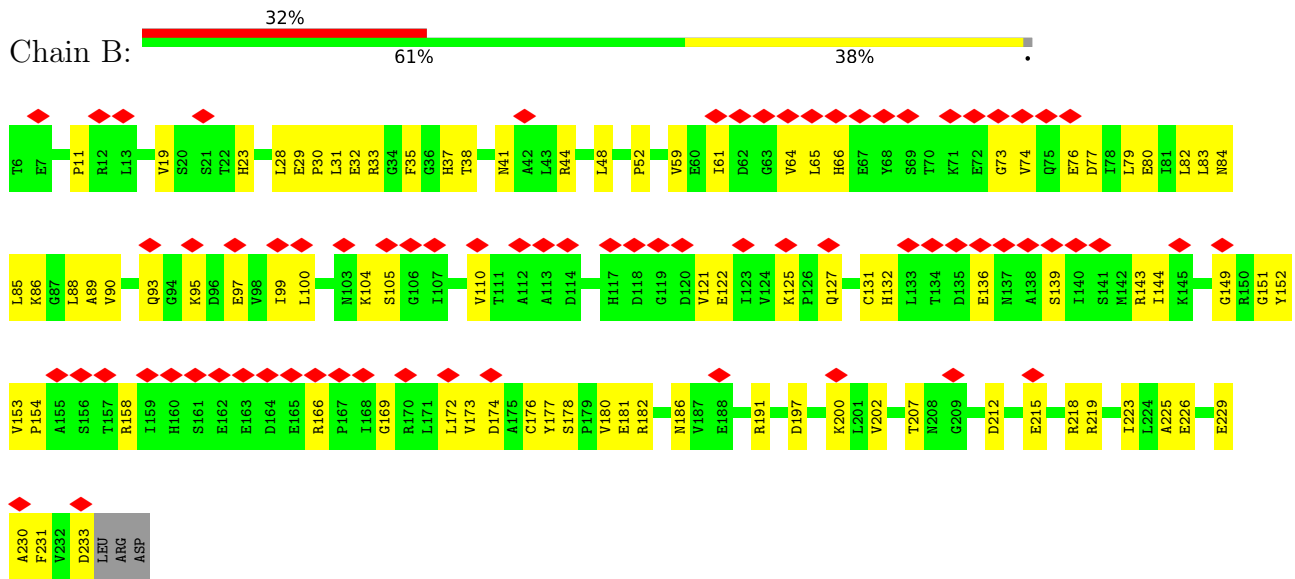 32%
Chain B:
61% 38% •
T6 E7 P11 R12 L13 V19 S20 S21 T22 H23 L28 E29 P30 L31 E32 R33 G34 F35 G36 H37 T38 N41 A42 L43 R44 L48 P52 V59 E60 I61 D62 G63 V64 L65 H66 E67 Y68 S69 T70 K71 E72 G73 V74 Q75 E76 D77 I78 L79 E80 I81 L82 L83 N84
L85 K86 G87 L88 A89 V90 Q93 G94 K95 D96 E97 V98 I99 L100 N103 K104 S105 G106 I107 V110 T111 A112 A113 D114 H117 D118 G119 D120 V121 E122 I123 V124 K125 P126 Q127 C131 H132 L133 T134 D135 E136 N137 A138 S139 I140 S141 M142 R143 I144 K145 G149 R150 G151 Y152
V153 P154 A155 S156 T157 R158 I159 H160 S161 E162 E163 D164 E165 R166 P167 I168 G169 R170 L171 L172 V173 D174 A175 C176 Y177 S178 P179 V180 E181 R182 N186 V187 E188 R191 D197 K200 L201 V202 T207 N208 G209 D212 E215 R218 R219 I223 L224 A225 E226 E229
A230 F231 V232 D233 LEU ARG ASP